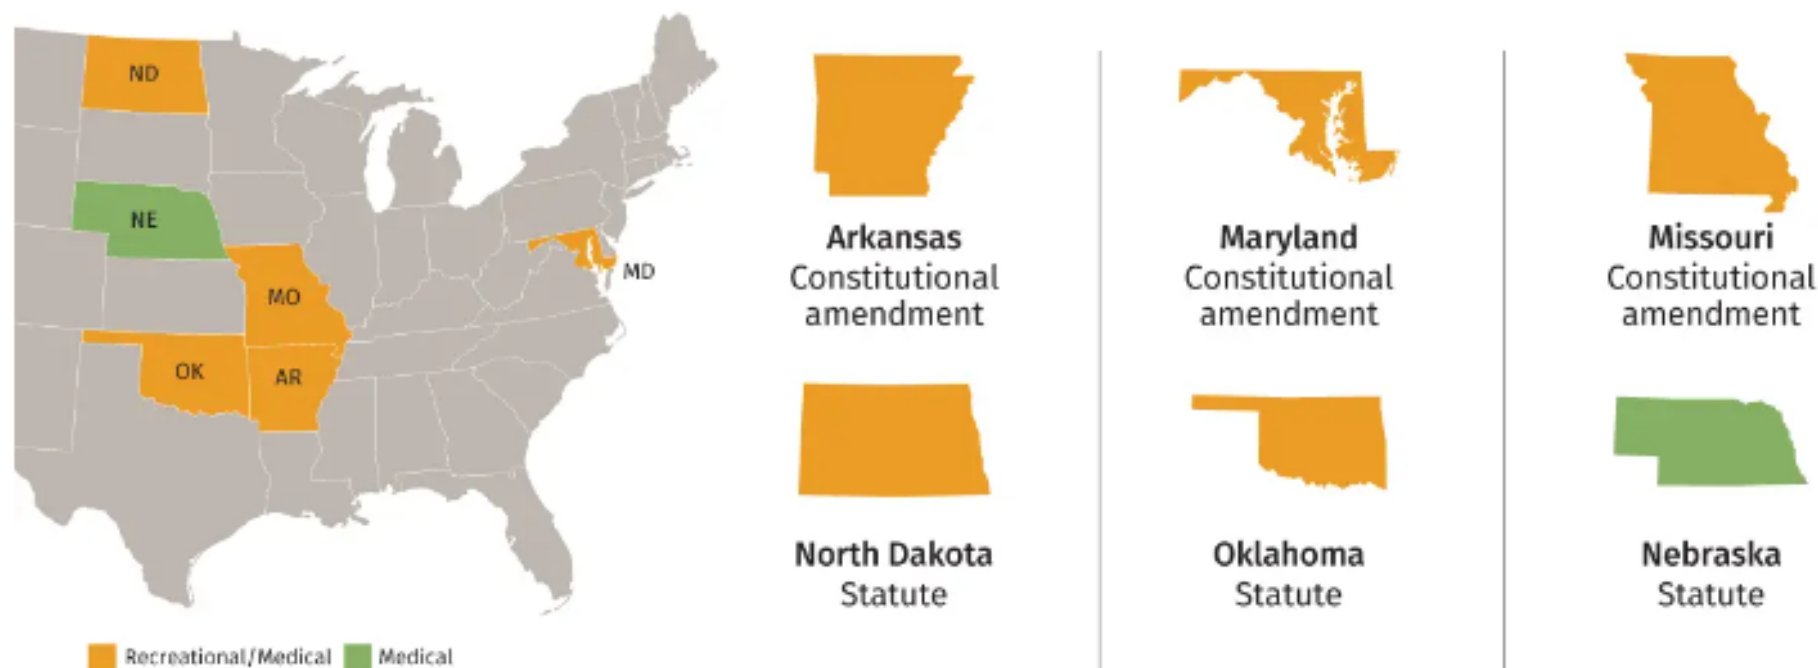 ND
NE
MO
MD
OK
AR
Recreational/Medical
Medical
Arkansas
Constitutional
amendment
Maryland
Constitutional
amendment
Missouri
Constitutional
amendment
North Dakota
Statute
Oklahoma
Statute
Nebraska
Statute